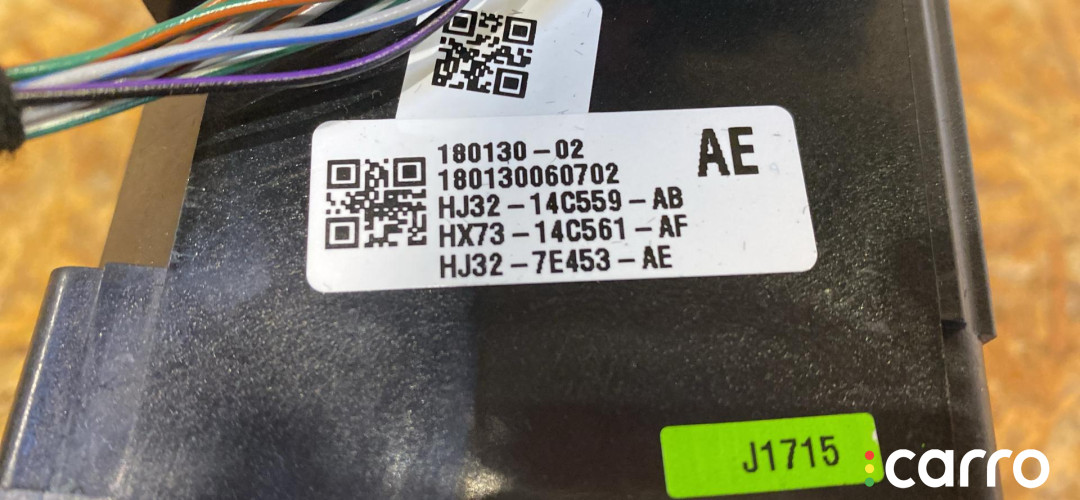 180130-02
AE
180130060702
HJ32-14C559-AB
HX73-14C561-AF
HJ32-7E453-AE
J1715
carro